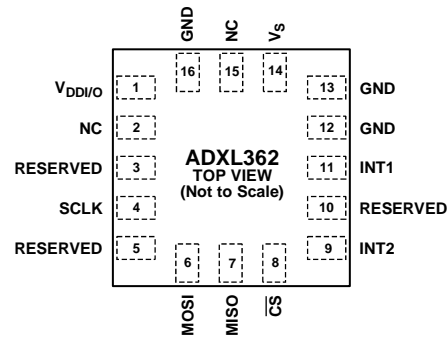 GND
NC
VS
16
15
14
VDDI/O
1
13
GND
NC
2
12
GND
RESERVED
3
11
INT1
SCLK
4
10
RESERVED
RESERVED
5
9
INT2
ADXL362
TOP VIEW
(Not to Scale)
6
7
8
MOSI
MISO
CS